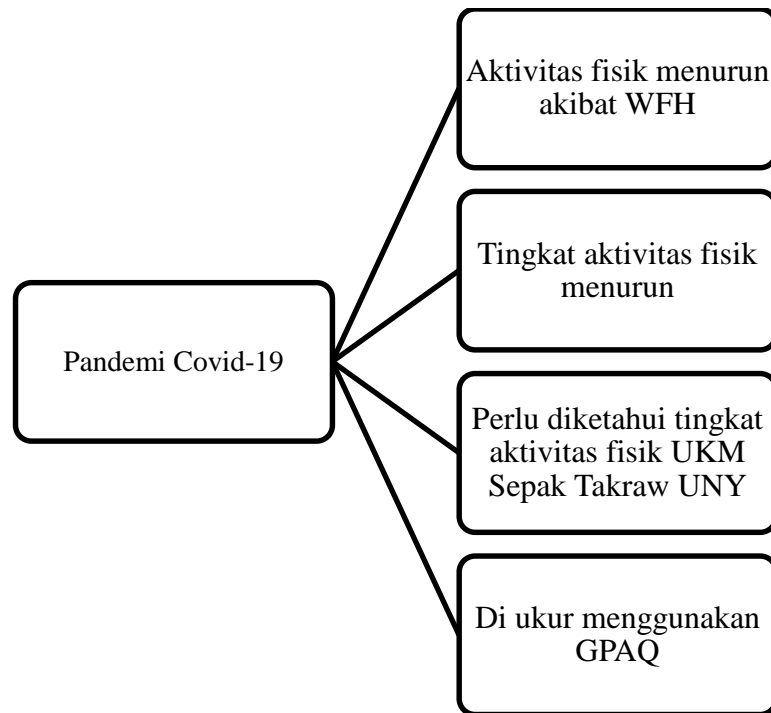 Aktivitas fisik menurun
akibat WFH
Tingkat aktivitas fisik
menurun
Pandemi Covid-19
Perlu diketahui tingkat
aktivitas fisik UKM
Sepak Takraw UNY
Di ukur menggunakan
GPAQ